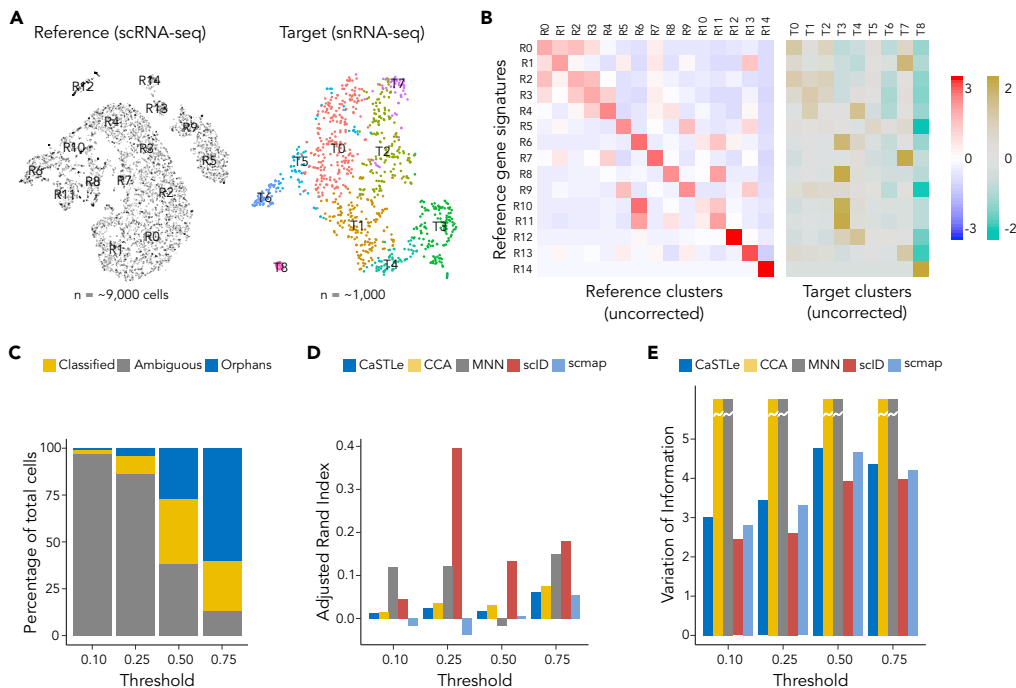 A
Reference (scRNA-seq)
Target (snRNA-seq)
R12
R14
R13
R4
R9
R10
R3
R5
R6
R8
R7
R11
R2
R1
R0
n = ~9,000 cells
T7
T0
T2
T5
T6
T1
T3
T8
T4
n = ~1,000
B
R0 R1 R2 R3 R4 R5 R6 R7 R8 R9 R10 R11 R12 R13 R14
T0 T1 T2 T3 T4 T5 T6 T7 T8
Reference gene signatures
R0
R1
R2
R3
R4
R5
R6
R7
R8
R9
R10
R11
R12
R13
R14
Reference clusters
(uncorrected)
Target clusters
(uncorrected)
3
0
-3
2
0
-2
C
Classified Ambiguous Orphans
Percentage of total cells
100
75
50
25
0
0.10 0.25 0.50 0.75
Threshold
D
CaSTLe CCA MNN scID scmap
Adjusted Rand Index
0.4
0.3
0.2
0.1
0.0
0.10 0.25 0.50 0.75
Threshold
E
CaSTLe CCA MNN scID scmap
Variation of Information
5
4
3
2
1
0
0.10 0.25 0.50 0.75
Threshold